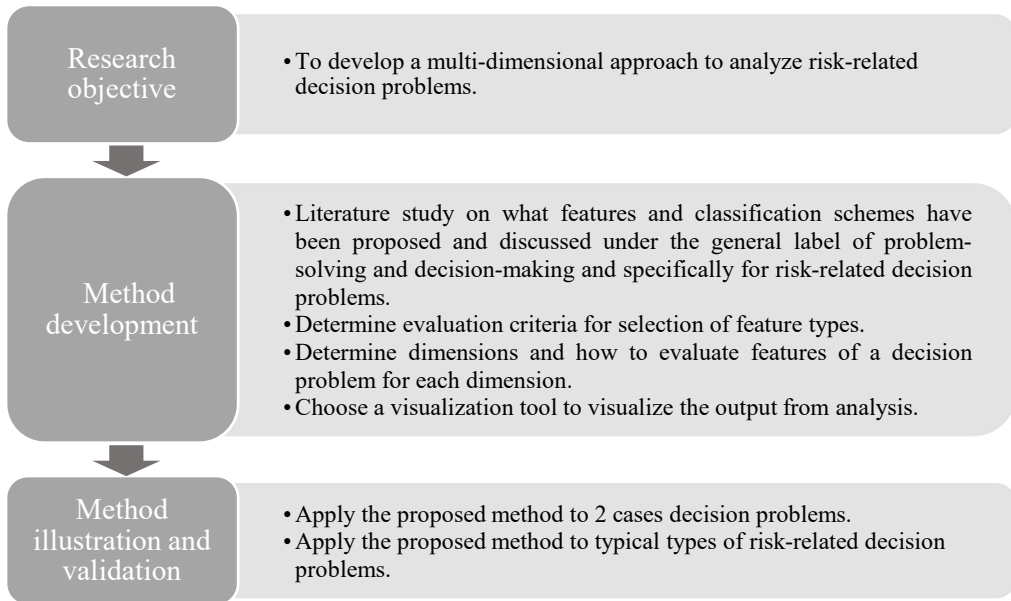 Research
objective
•To develop a multi-dimensional approach to analyze risk-related
decision problems.
Method
development
•Literature study on what features and classification schemes have
been proposed and discussed under the general label of problem-
solving and decision-making and specifically for risk-related decision
problems.
•Determine evaluation criteria for selection of feature types.
•Determine dimensions and how to evaluate features of a decision
problem for each dimension.
•Choose a visualization tool to visualize the output from analysis.
Method
illustration and
validation
•Apply the proposed method to 2 cases decision problems.
•Apply the proposed method to typical types of risk-related decision
problems.